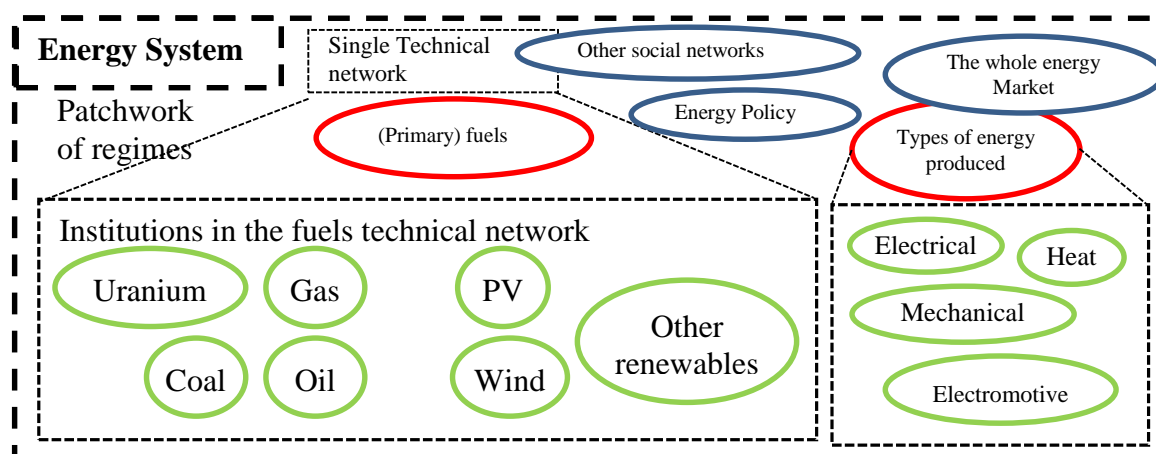 Energy System
Single Technical
network
Other social networks
The whole energy
Market
Patchwork
of regimes
Energy Policy
(Primary) fuels
Types of energy
produced
Institutions in the fuels technical network
Uranium
Gas
PV
Other
renewables
Coal
Oil
Wind
Electrical
Heat
Mechanical
Electromotive